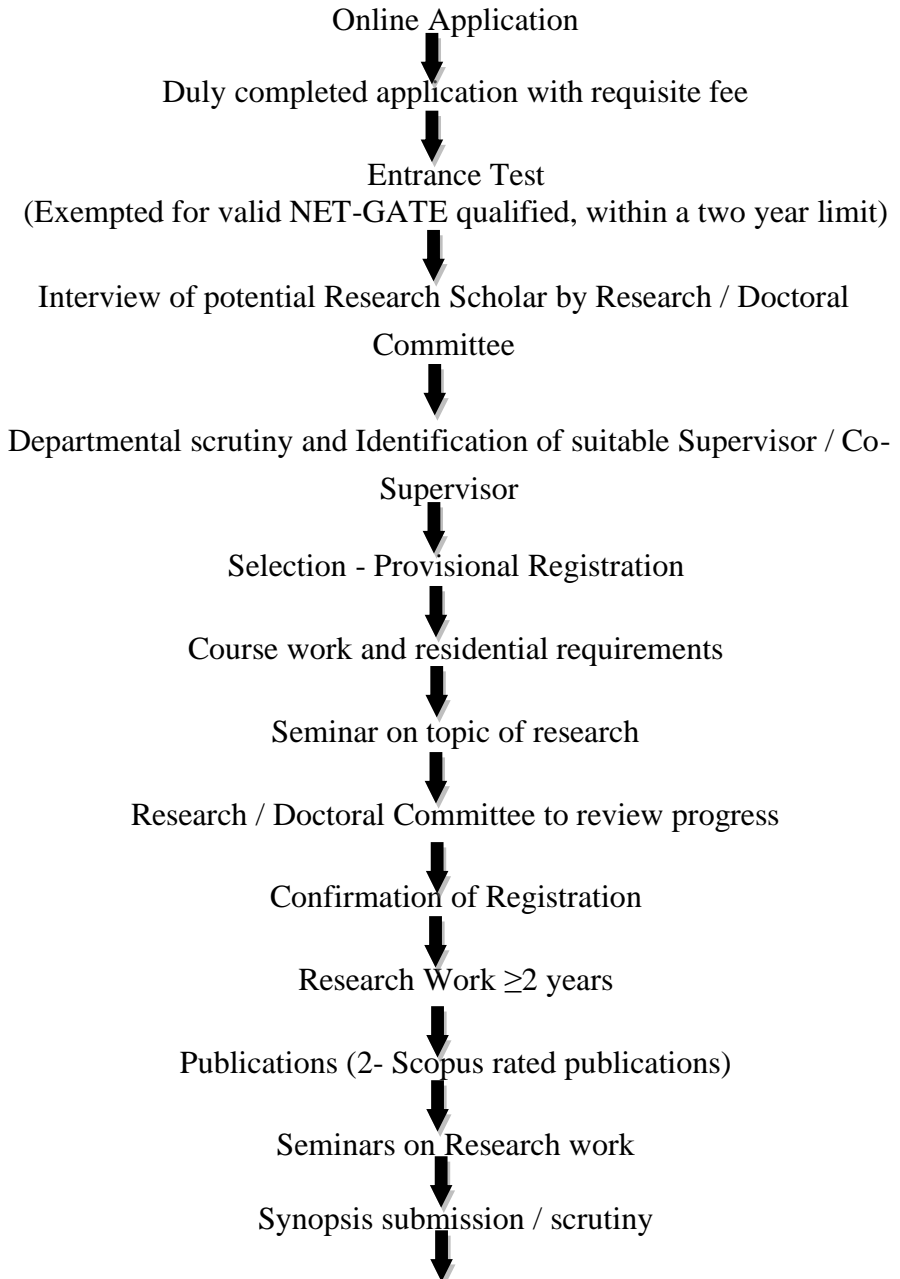 Online Application
Duly completed application with requisite fee
Entrance Test
(Exempted for valid NET-GATE qualified, within a two year limit)
Interview of potential Research Scholar by Research / Doctoral
Committee
Departmental scrutiny and Identification of suitable Supervisor / Co-
Supervisor
Selection - Provisional Registration
Course work and residential requirements
Seminar on topic of research
Research / Doctoral Committee to review progress
Confirmation of Registration
Research Work ≥2 years
Publications (2- Scopus rated publications)
Seminars on Research work
Synopsis submission / scrutiny